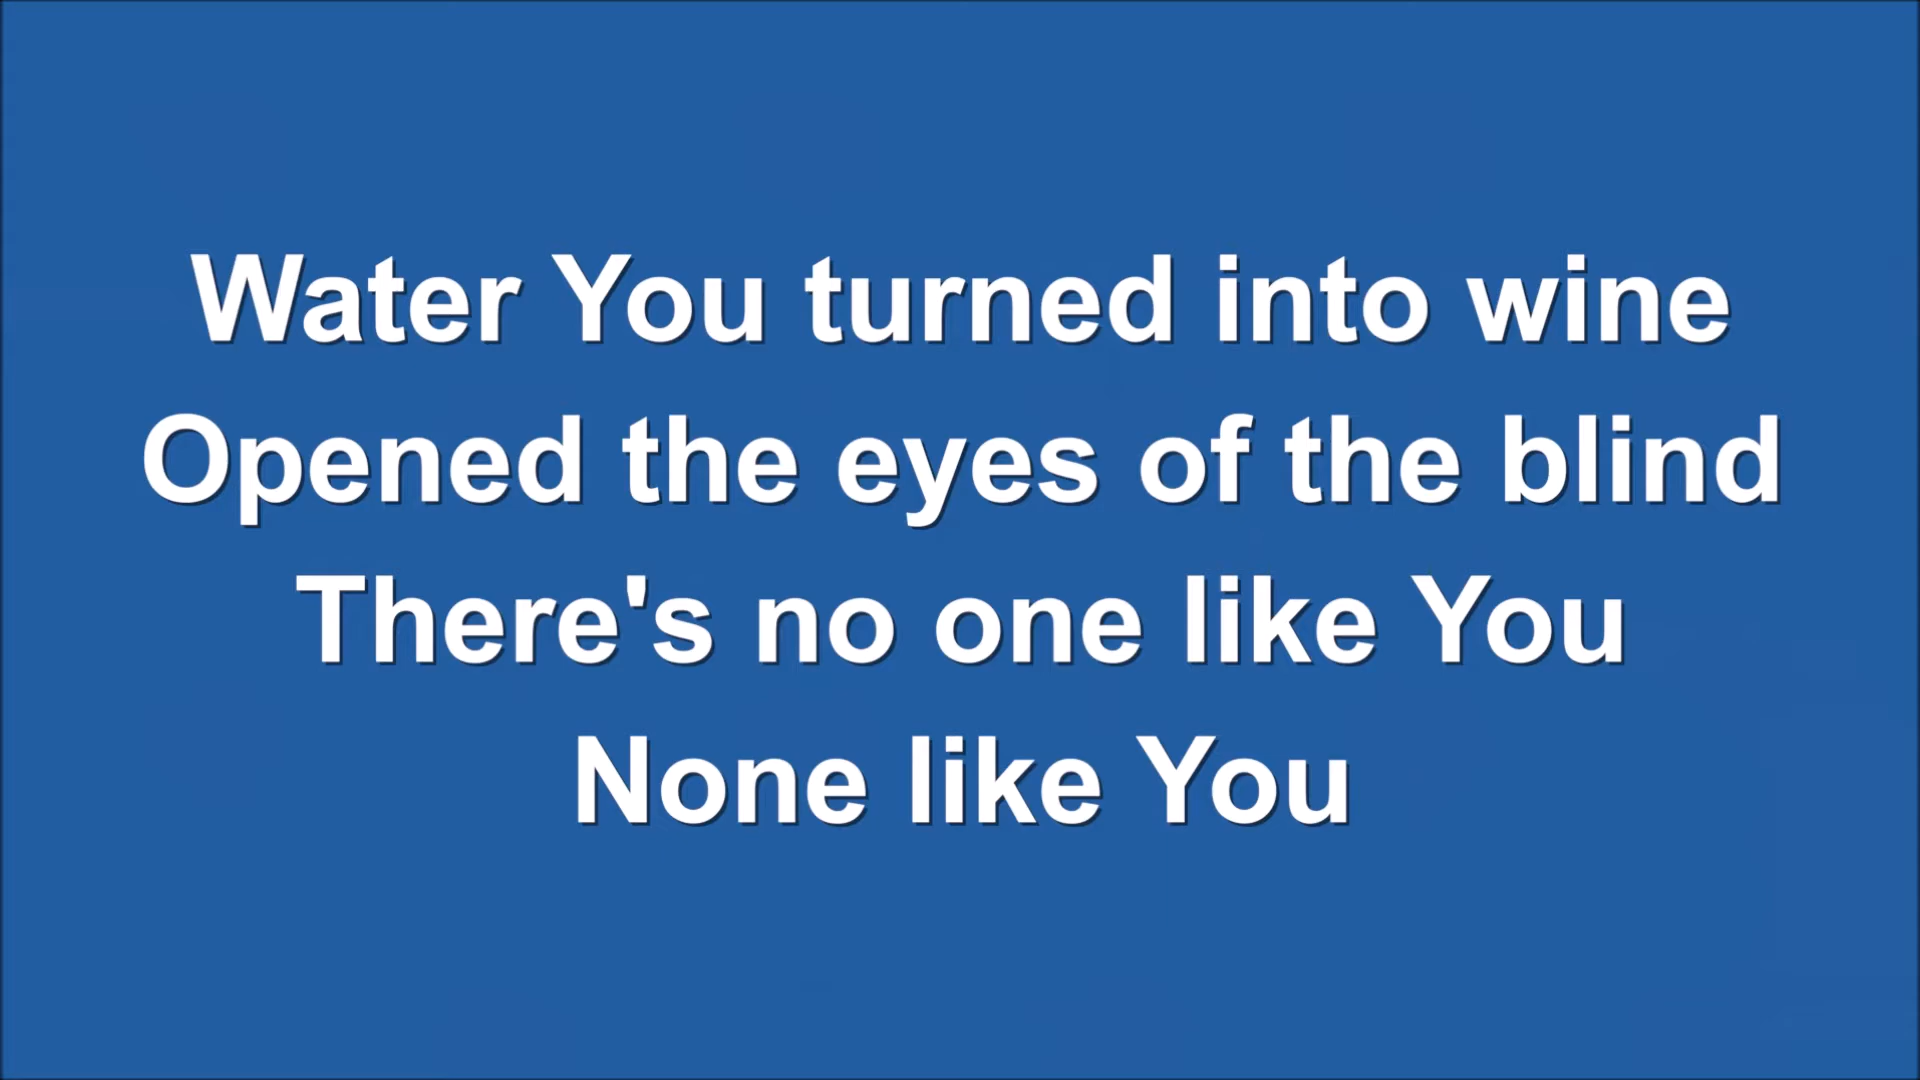 Water You turned into wine
Opened the eyes of the blind
There's no one like You
None like You